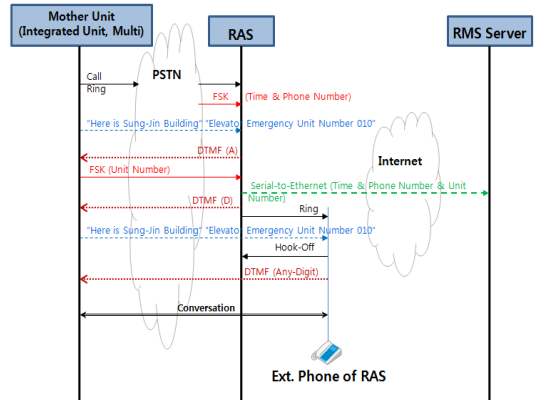 Mother Unit
(Integrated Unit, Multi)
RAS
RMS Server
PSTN
Call
Ring
FSK (Time & Phone Number)
"Here is Sung-Jin Building" "Elevator Emergency Unit Number 010"
DTMF (A)
Internet
FSK (Unit Number)
Serial-to-Ethernet (Time & Phone Number & Unit
Number)
DTMF (D)
Ring
"Here is Sung-Jin Building" "Elevator Emergency Unit Number 010"
Hook-Off
DTMF (Any-Digit)
Conversation
Ext. Phone of RAS